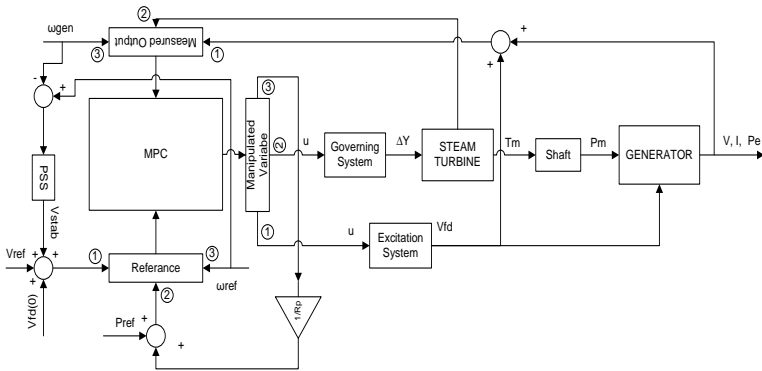 ②
ωgen
Measured Output
③
①
+
+
+
-
+
MPC
Manipulated
Variabe
③
②
u
Governing
System
ΔY
STEAM
TURBINE
Tm
Shaft
Pm
GENERATOR
V, I, Pe
PSS
Vstab
①
u
Excitation
System
Vfd
Vref
+
+
+
①
Referance
③
ωref
Vfd(0)
②
1/Rp
Pref
+
+